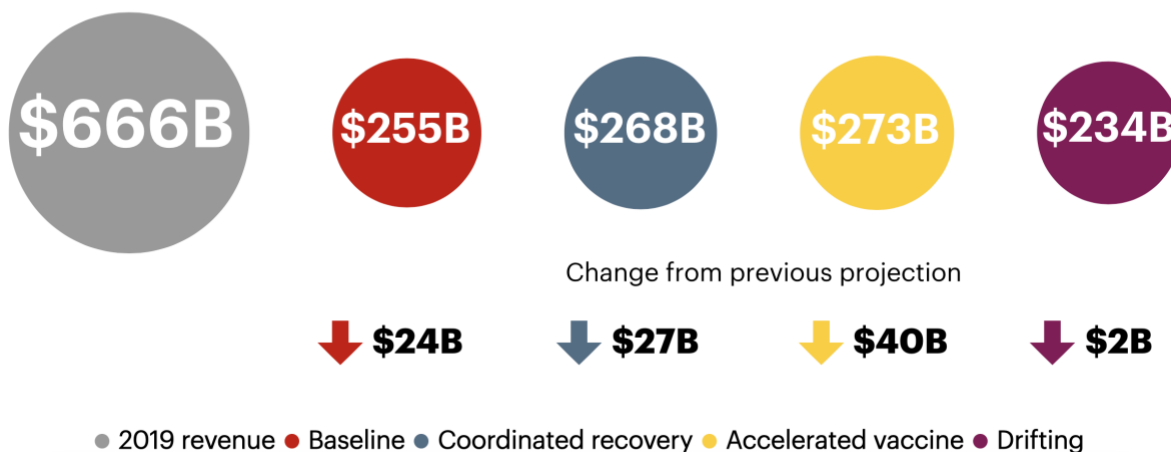 $666B $255B $268B $273B $234B
Change from previous projection
$24B $27B $40B $2B
2019 revenue Baseline Coordinated recovery Accelerated vaccine Drifting